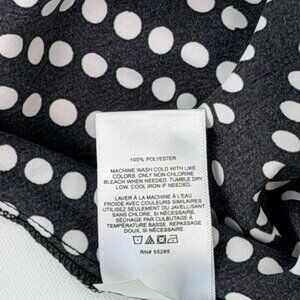 100% POLYESTER
MACHINE WASH COLD WITH LIKE
COLORS. ONLY NON-CHLORINE
BLEACH WHEN NEEDED. TUMBLE DRY
LOW. COOL IRON IF NEEDED.
LAVER À LA MACHINE À L'EAU
FROIDE AVEC COULEURS SIMILAIRES
UTILISEZ SEULEMENT DU JAVELLISANT
SANS CHLORE, SI NÉCESSAIRE.
SÉCHAGE PAR CULBUTAGE À
TEMPÉRATURE BASSE. REPASSAGE
DOUX, SI NÉCESSAIRE.
RN# 55285